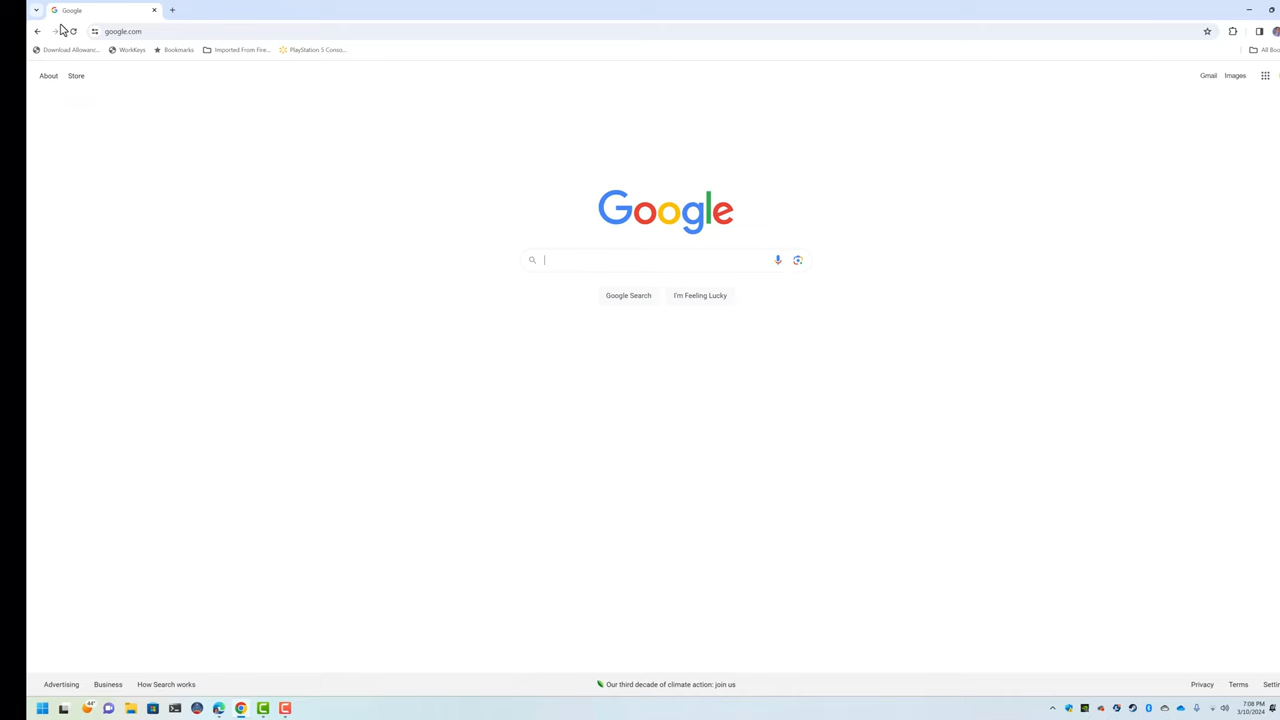 Google
google.com
Download Allowanc... WorkKeys Bookmarks Imported From Fire... PlayStation 5 Conso... All Boo
About Store Gmail Images
Google
Google Search I'm Feeling Lucky
Advertising Business How Search works Our third decade of climate action: join us Privacy Terms Setti
44°
7:08 PM
3/10/2024